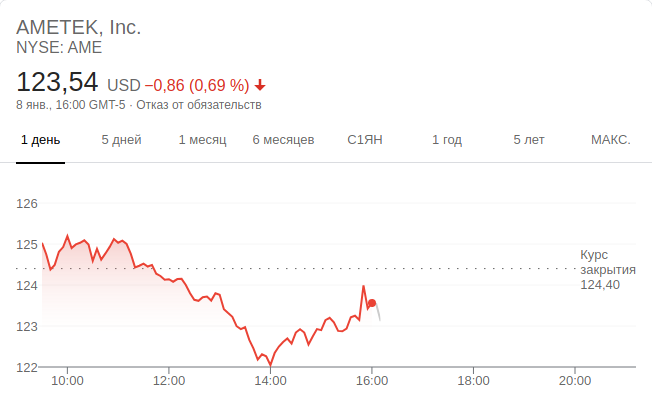 AMETEK, Inc.
NYSE: AME
123,54 USD −0,86 (0,69 %)
8 янв., 16:00 GMT-5 · Отказ от обязательств
1 день 5 дней 1 месяц 6 месяцев С1ЯН 1 год 5 лет МАКС.
126
125
124
123
122
Курс
закрытия
124,40
10:00 12:00 14:00 16:00 18:00 20:00